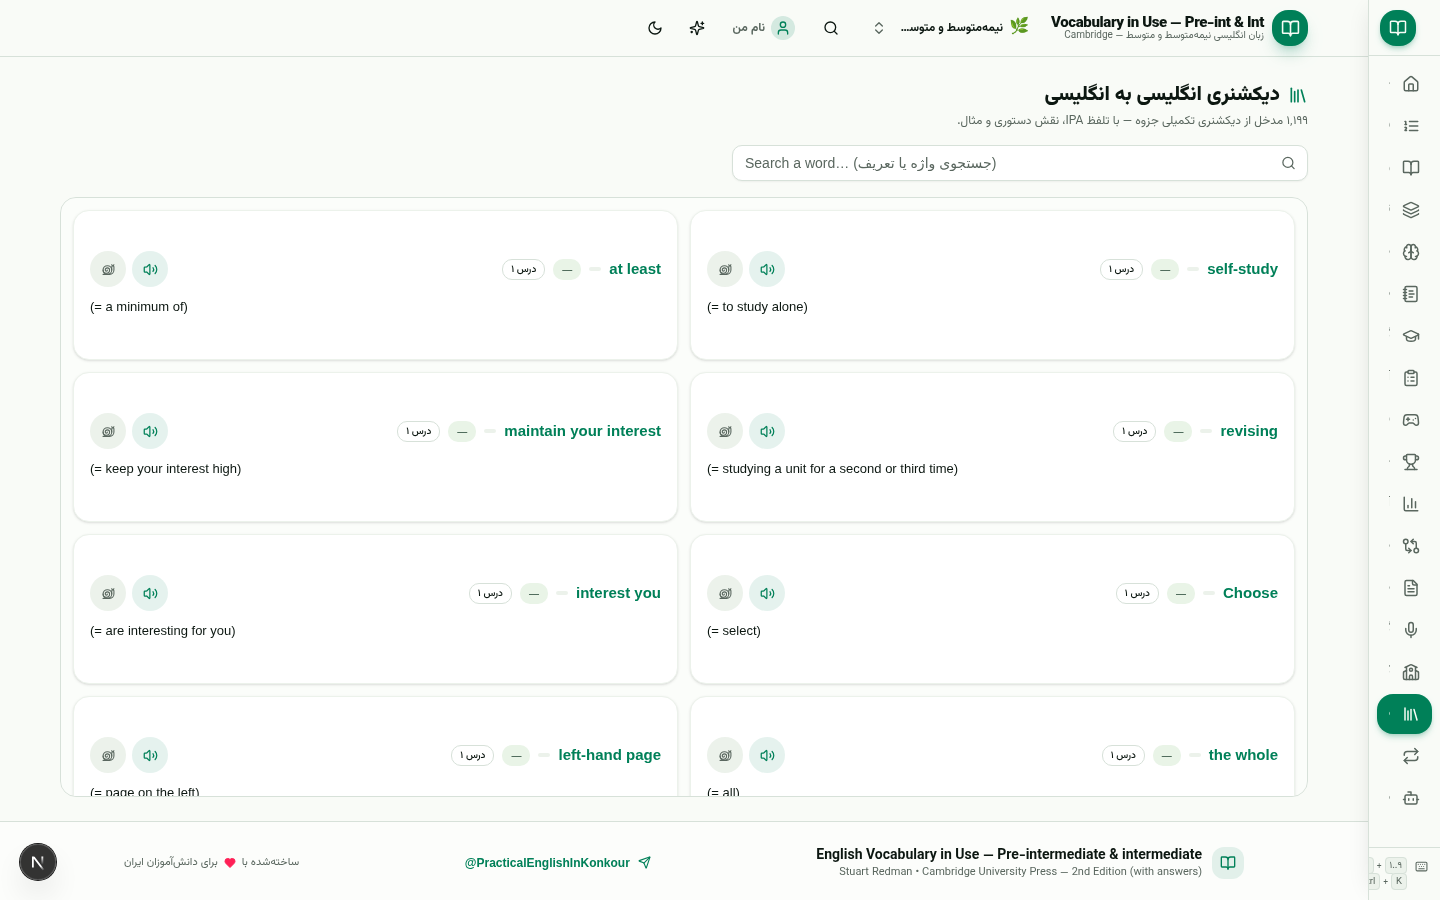 Vocabulary in Use — Pre-int & Int
زبان انگلیسی نیمه‌متوسط و متوسط — Cambridge
🌿 نیمه‌متوسط و متوس...
نام من
دیکشنری انگلیسی به انگلیسی
۱,۱۹۹ مدخل از دیکشنری تکمیلی جزوه — با تلفظ IPA، نقش دستوری و مثال.
Search a word… (جستجوی واژه یا تعریف)
self-study — درس ۱
(= to study alone)
at least — درس ۱
(= a minimum of)
revising — درس ۱
(= studying a unit for a second or third time)
maintain your interest — درس ۱
(= keep your interest high)
Choose — درس ۱
(= select)
interest you — درس ۱
(= are interesting for you)
the whole — درس ۱
(= all)
left-hand page — درس ۱
(= page on the left)
English Vocabulary in Use — Pre-intermediate & intermediate
Stuart Redman • Cambridge University Press — 2nd Edition (with answers)
@PracticalEnglishInKonkour
ساخته‌شده با ❤ برای دانش‌آموزان ایران
N
+ ۱..۹
+ K